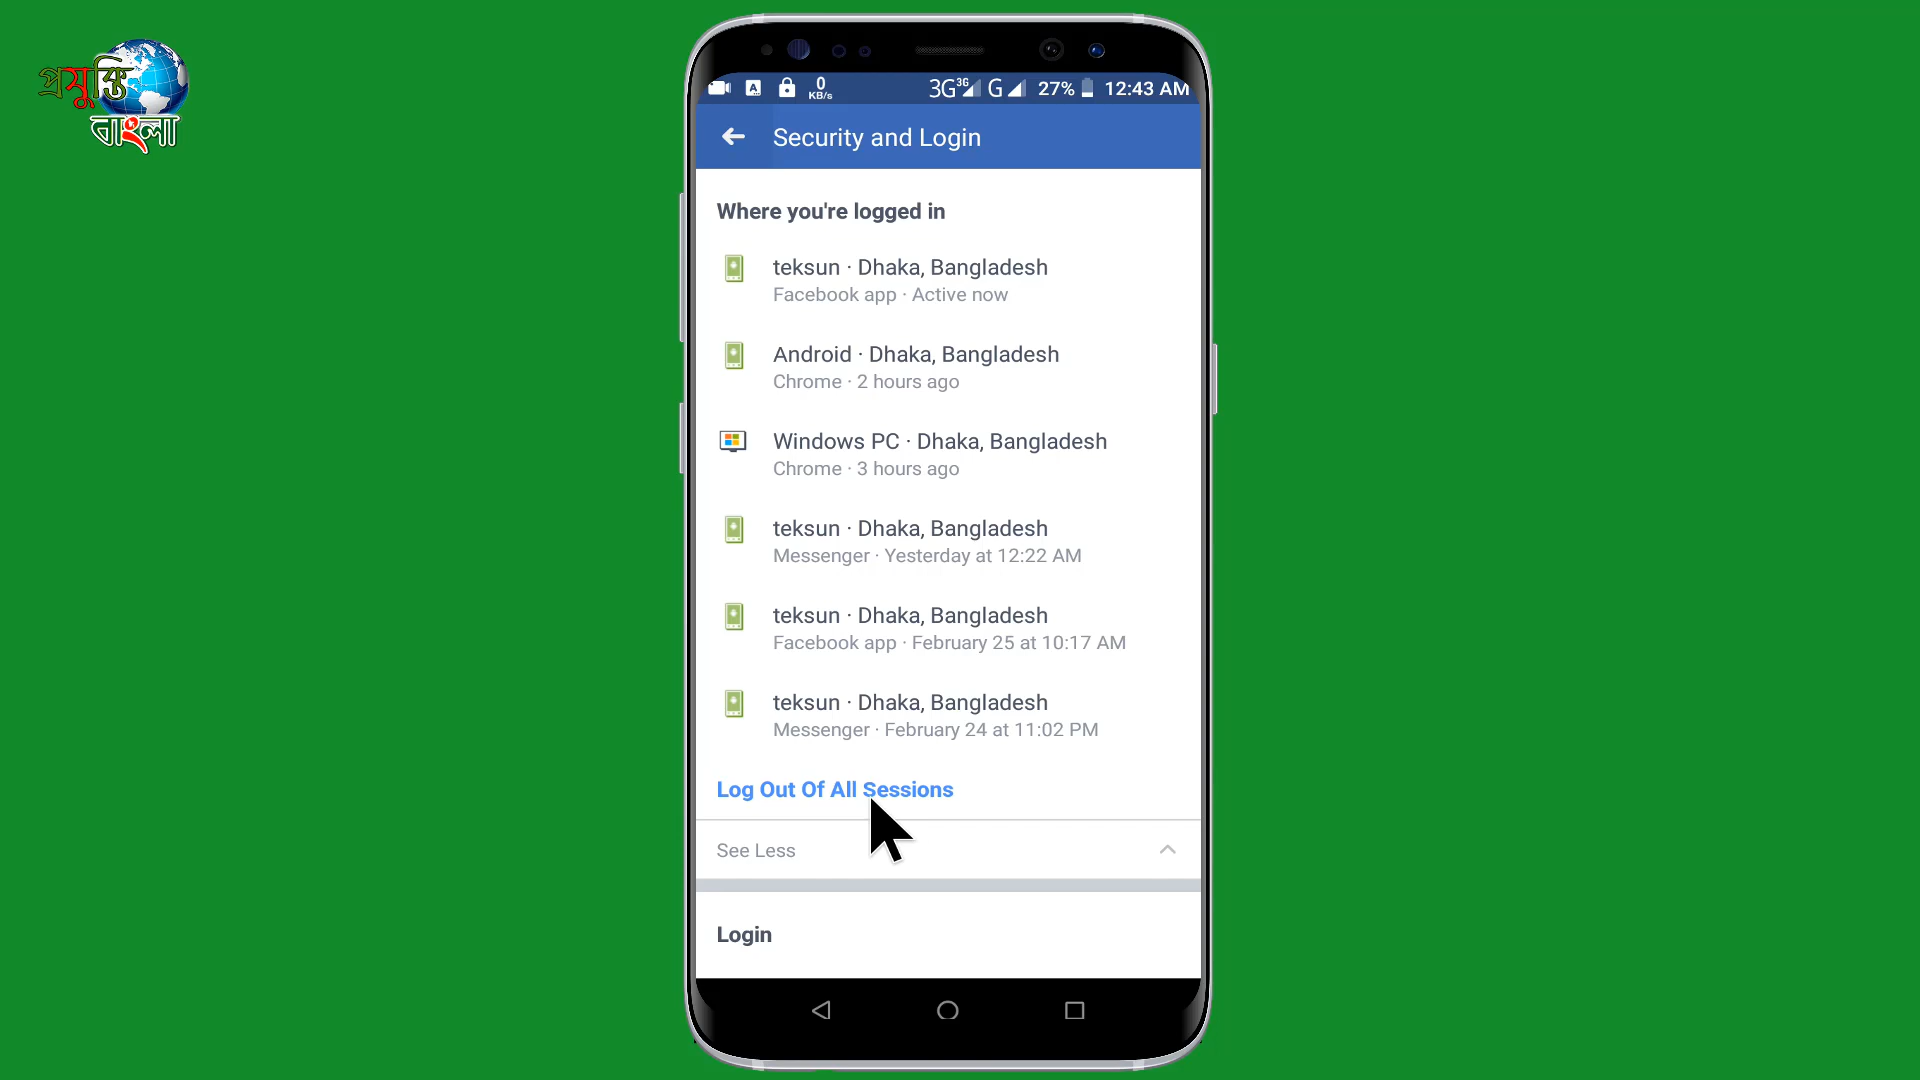 প্রযুক্তি
বাংলা
0
KB/s
3G 3G G 27% 12:43 AM
Security and Login
Where you're logged in
teksun · Dhaka, Bangladesh
Facebook app · Active now
Android · Dhaka, Bangladesh
Chrome · 2 hours ago
Windows PC · Dhaka, Bangladesh
Chrome · 3 hours ago
teksun · Dhaka, Bangladesh
Messenger · Yesterday at 12:22 AM
teksun · Dhaka, Bangladesh
Facebook app · February 25 at 10:17 AM
teksun · Dhaka, Bangladesh
Messenger · February 24 at 11:02 PM
Log Out Of All Sessions
See Less
Login